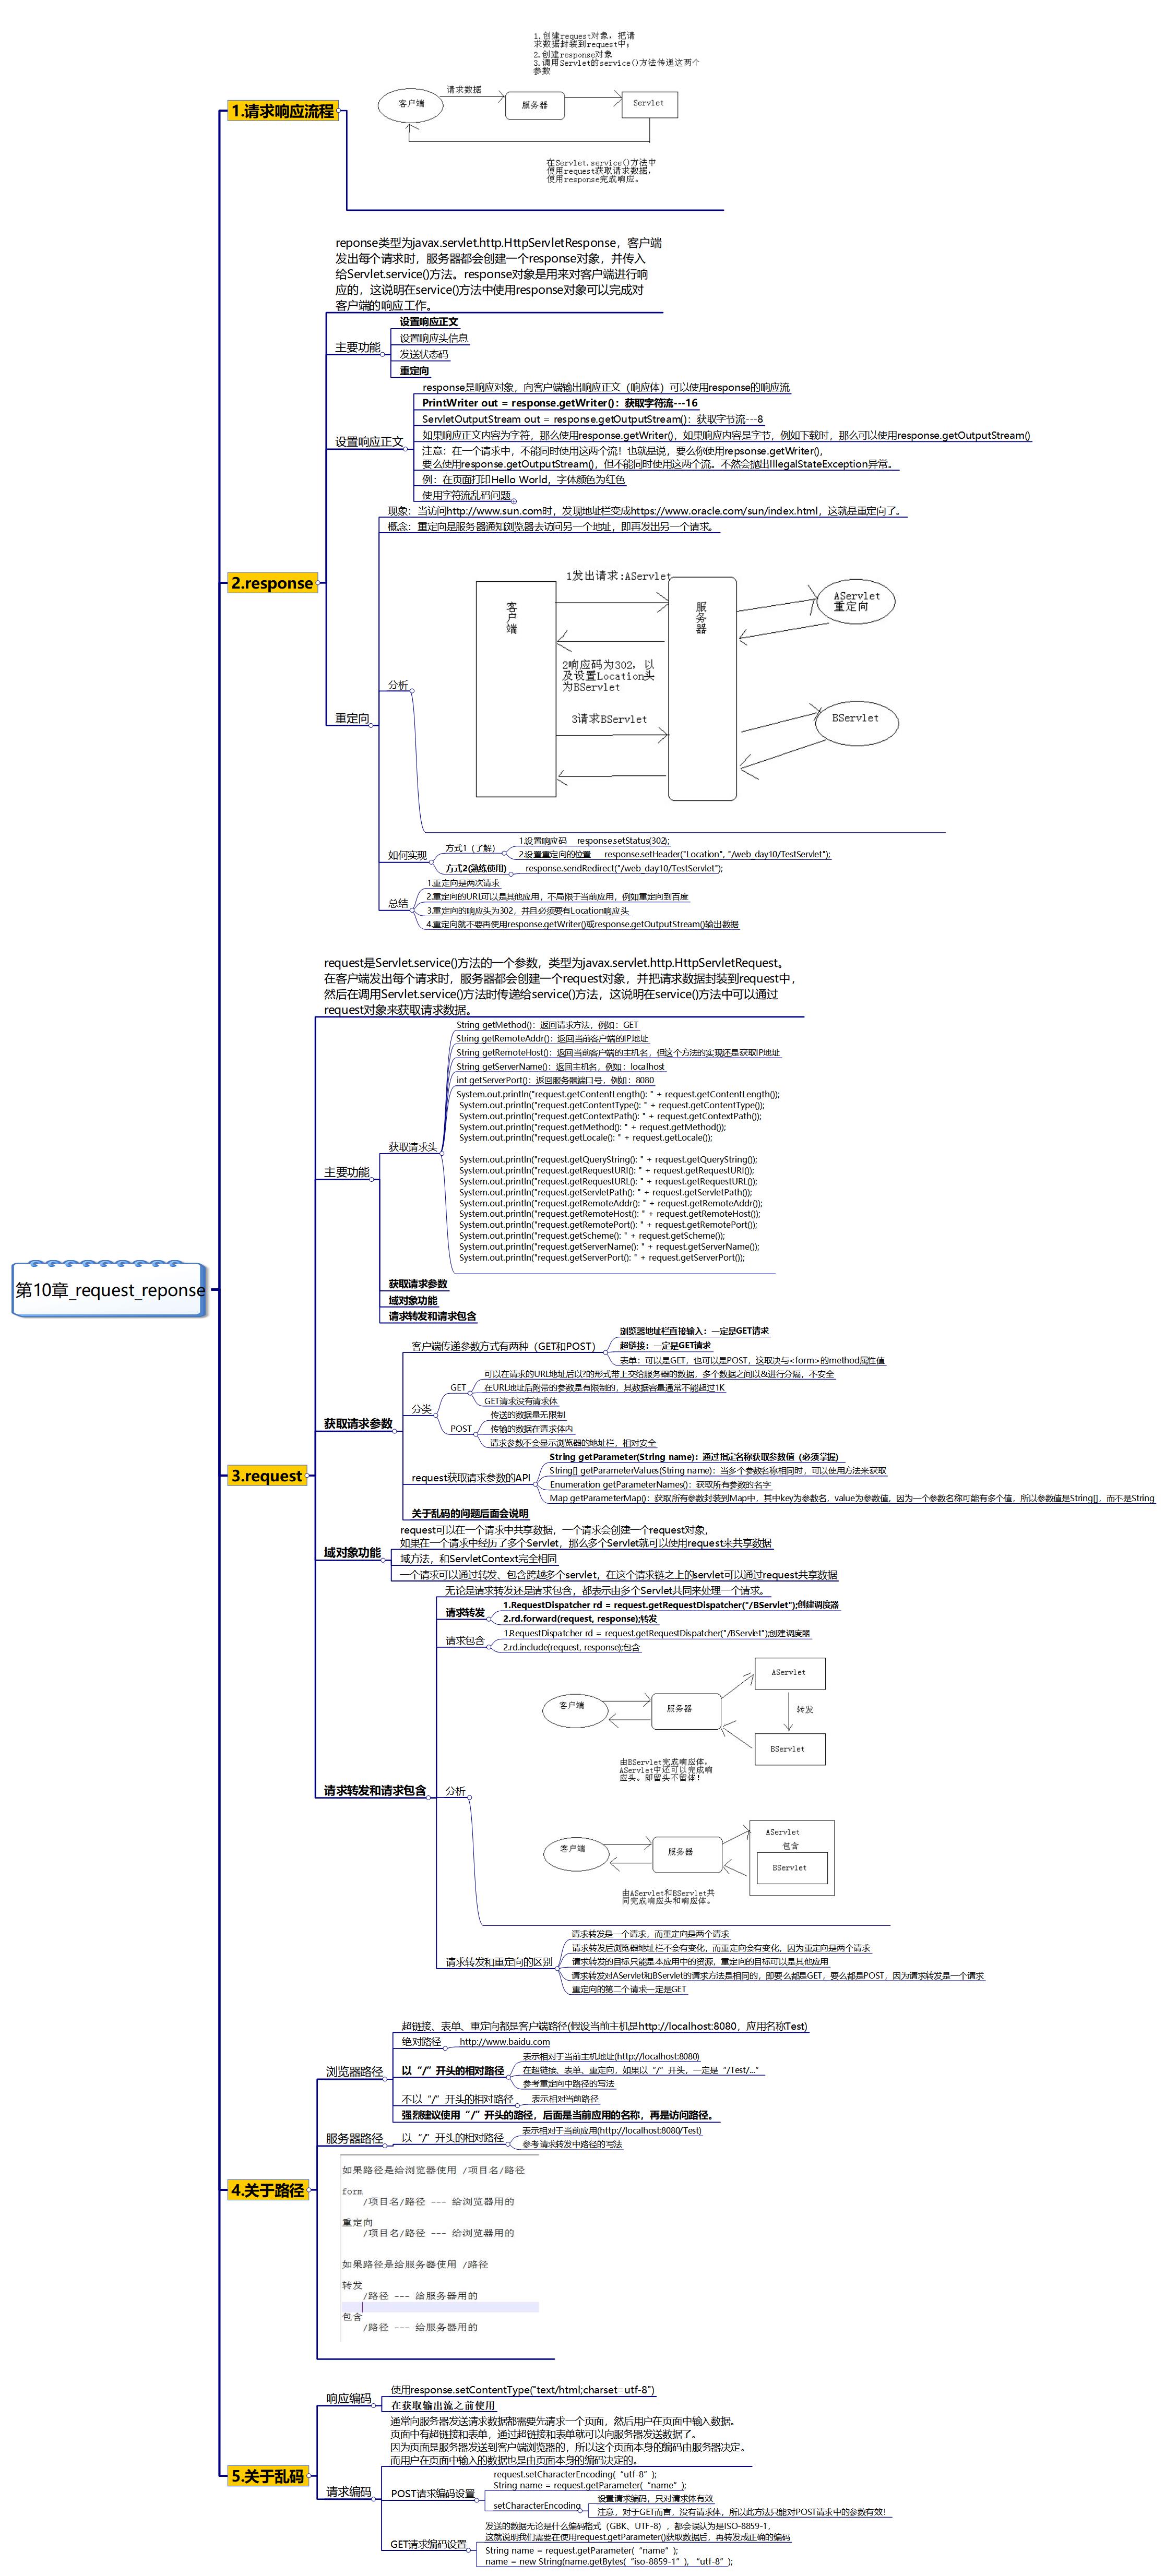 第10章_request_reponse
1.请求响应流程
1.创建request对象，把请
求数据封装到request中；
2.创建response对象
3.调用Servlet的service()方法传递这两个
参数
客户端
请求数据
服务器
Servlet
在Servlet.service()方法中
使用request获取请求数据，
使用response完成响应。
2.response
reponse类型为javax.servlet.http.HttpServletResponse，客户端
发出每个请求时，服务器都会创建一个response对象，并传入
给Servlet.service()方法。response对象是用来对客户端进行响
应的，这说明在service()方法中使用response对象可以完成对
客户端的响应工作。
主要功能
设置响应正文
设置响应头信息
发送状态码
重定向
设置响应正文
response是响应对象，向客户端输出响应正文（响应体）可以使用response的响应流
PrintWriter out = response.getWriter()：获取字符流---16
ServletOutputStream out = response.getOutputStream()：获取字节流---8
如果响应正文内容为字符，那么使用response.getWriter()，如果响应内容是字节，例如下载时，那么可以使用response.getOutputStream()
注意：在一个请求中，不能同时使用这两个流！也就是说，要么你使用repsonse.getWriter()，
要么使用response.getOutputStream()，但不能同时使用这两个流。不然会抛出IllegalStateException异常。
例：在页面打印Hello World，字体颜色为红色
使用字符流乱码问题
重定向
现象：当访问http://www.sun.com时，发现地址栏变成https://www.oracle.com/sun/index.html，这就是重定向了。
概念：重定向是服务器通知浏览器去访问另一个地址，即再发出另一个请求。
分析
客户端
1发出请求:AServlet
服务器
AServlet
重定向
2响应码为302，以
及设置Location头
为BServlet
3请求BServlet
BServlet
如何实现
方式1（了解）
1.设置响应码    response.setStatus(302);
2.设置重定向的位置     response.setHeader("Location", "/web_day10/TestServlet");
方式2(熟练使用)
response.sendRedirect("/web_day10/TestServlet");
总结
1.重定向是两次请求
2.重定向的URL可以是其他应用，不局限于当前应用，例如重定向到百度
3.重定向的响应头为302，并且必须要有Location响应头
4.重定向就不要再使用response.getWriter()或response.getOutputStream()输出数据
3.request
request是Servlet.service()方法的一个参数，类型为javax.servlet.http.HttpServletRequest。
在客户端发出每个请求时，服务器都会创建一个request对象，并把请求数据封装到request中，
然后在调用Servlet.service()方法时传递给service()方法，这说明在service()方法中可以通过
request对象来获取请求数据。
主要功能
获取请求头
String getMethod()：返回请求方法，例如：GET
String getRemoteAddr()：返回当前客户端的IP地址
String getRemoteHost()：返回当前客户端的主机名，但这个方法的实现还是获取IP地址
String getServerName()：返回主机名，例如：localhost
int getServerPort()：返回服务器端口号，例如：8080
System.out.println("request.getContentLength(): " + request.getContentLength());
System.out.println("request.getContentType(): " + request.getContentType());
System.out.println("request.getContextPath(): " + request.getContextPath());
System.out.println("request.getMethod(): " + request.getMethod());
System.out.println("request.getLocale(): " + request.getLocale());
System.out.println("request.getQueryString(): " + request.getQueryString());
System.out.println("request.getRequestURI(): " + request.getRequestURI());
System.out.println("request.getRequestURL(): " + request.getRequestURL());
System.out.println("request.getServletPath(): " + request.getServletPath());
System.out.println("request.getRemoteAddr(): " + request.getRemoteAddr());
System.out.println("request.getRemoteHost(): " + request.getRemoteHost());
System.out.println("request.getRemotePort(): " + request.getRemotePort());
System.out.println("request.getScheme(): " + request.getScheme());
System.out.println("request.getServerName(): " + request.getServerName());
System.out.println("request.getServerPort(): " + request.getServerPort());
获取请求参数
域对象功能
请求转发和请求包含
获取请求参数
客户端传递参数方式有两种（GET和POST）
浏览器地址栏直接输入：一定是GET请求
超链接：一定是GET请求
表单：可以是GET，也可以是POST，这取决与<form>的method属性值
分类
GET
可以在请求的URL地址后以?的形式带上交给服务器的数据，多个数据之间以&进行分隔，不安全
在URL地址后附带的参数是有限制的，其数据容量通常不能超过1K
GET请求没有请求体
POST
传送的数据量无限制
传输的数据在请求体内
请求参数不会显示浏览器的地址栏，相对安全
request获取请求参数的API
String getParameter(String name)：通过指定名称获取参数值（必须掌握）
String[] getParameterValues(String name)：当多个参数名称相同时，可以使用方法来获取
Enumeration getParameterNames()：获取所有参数的名字
Map getParameterMap()：获取所有参数封装到Map中，其中key为参数名，value为参数值，因为一个参数名称可能有多个值，所以参数值是String[]，而不是String
关于乱码的问题后面会说明
域对象功能
request可以在一个请求中共享数据，一个请求会创建一个request对象，
如果在一个请求中经历了多个Servlet，那么多个Servlet就可以使用request来共享数据
域方法，和ServletContext完全相同
一个请求可以通过转发、包含跨越多个servlet，在这个请求链之上的servlet可以通过request共享数据
请求转发和请求包含
无论是请求转发还是请求包含，都表示由多个Servlet共同来处理一个请求。
请求转发
1.RequestDispatcher rd = request.getRequestDispatcher("/BServlet");创建调度器
2.rd.forward(request, response);转发
请求包含
1.RequestDispatcher rd = request.getRequestDispatcher("/BServlet");创建调度器
2.rd.include(request, response);包含
分析
客户端
服务器
AServlet
转发
BServlet
由BServlet完成响应体，
AServlet中还可以完成响
应头。即留头不留体！
客户端
服务器
AServlet
包含
BServlet
由AServlet和BServlet共
同完成响应头和响应体。
请求转发和重定向的区别
请求转发是一个请求，而重定向是两个请求
请求转发后浏览器地址栏不会有变化，而重定向会有变化，因为重定向是两个请求
请求转发的目标只能是本应用中的资源，重定向的目标可以是其他应用
请求转发对AServlet和BServlet的请求方法是相同的，即要么都是GET，要么都是POST，因为请求转发是一个请求
重定向的第二个请求一定是GET
4.关于路径
浏览器路径
超链接、表单、重定向都是客户端路径(假设当前主机是http://localhost:8080，应用名称Test)
绝对路径
http://www.baidu.com
以“/”开头的相对路径
表示相对于当前主机地址(http://localhost:8080)
在超链接、表单、重定向，如果以“/”开头，一定是“/Test/...”
参考重定向中路径的写法
不以“/”开头的相对路径
表示相对当前路径
强烈建议使用“/”开头的路径，后面是当前应用的名称，再是访问路径。
服务器路径
以“/”开头的相对路径
表示相对于当前应用(http://localhost:8080/Test)
参考请求转发中路径的写法
如果路径是给浏览器使用 /项目名/路径
form
/项目名/路径 --- 给浏览器用的
重定向
/项目名/路径 --- 给浏览器用的
如果路径是给服务器使用 /路径
转发
/路径 --- 给服务器用的
包含
/路径 --- 给服务器用的
5.关于乱码
响应编码
使用response.setContentType("text/html;charset=utf-8")
在获取输出流之前使用
请求编码
通常向服务器发送请求数据都需要先请求一个页面，然后用户在页面中输入数据。
页面中有超链接和表单，通过超链接和表单就可以向服务器发送数据了。
因为页面是服务器发送到客户端浏览器的，所以这个页面本身的编码由服务器决定。
而用户在页面中输入的数据也是由页面本身的编码决定的。
POST请求编码设置
request.setCharacterEncoding(“utf-8”);
String name = request.getParameter(“name”);
setCharacterEncoding
设置请求编码，只对请求体有效
注意，对于GET而言，没有请求体，所以此方法只能对POST请求中的参数有效！
GET请求编码设置
发送的数据无论是什么编码格式（GBK、UTF-8），都会误认为是ISO-8859-1，
这就说明我们需要在使用request.getParameter()获取数据后，再转发成正确的编码
String name = request.getParameter(“name”);
name = new String(name.getBytes(“iso-8859-1”), “utf-8”);